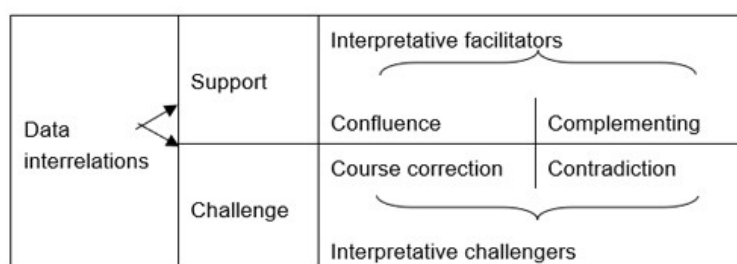 Data
interrelations
Support
Interpretative facilitators
Confluence
Complementing
Challenge
Course correction
Contradiction
Interpretative challengers